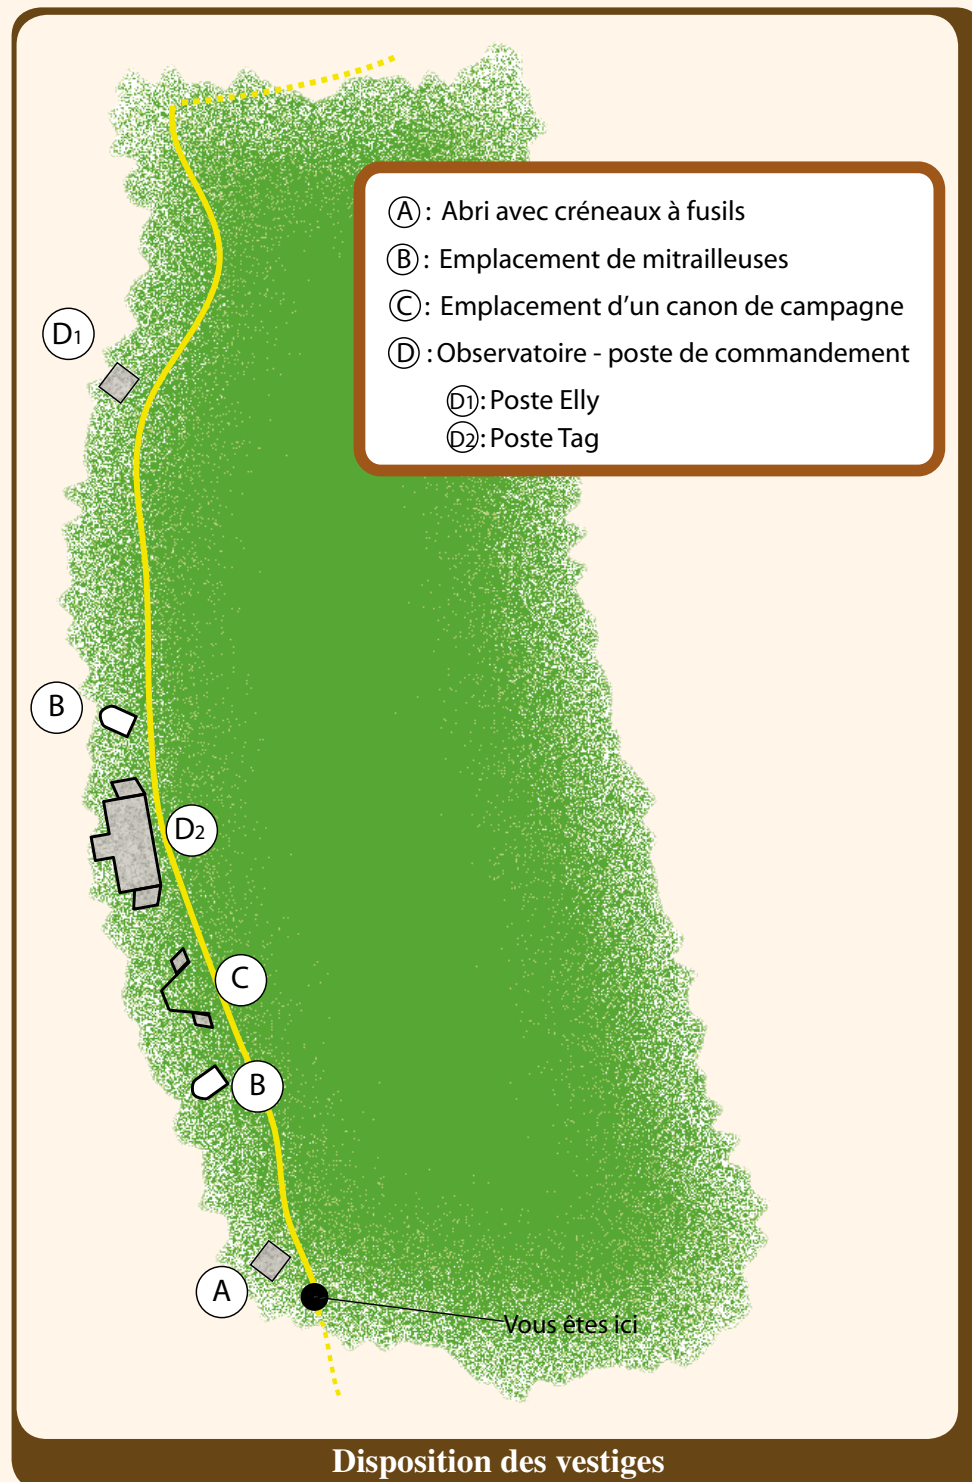 A : Abri avec créneaux à fusils
B : Emplacement de mitrailleuses
C : Emplacement d’un canon de campagne
D : Observatoire - poste de commandement
D1 : Poste Elly
D2 : Poste Tag
D1
B
D2
C
B
A
Vous êtes ici
Disposition des vestiges